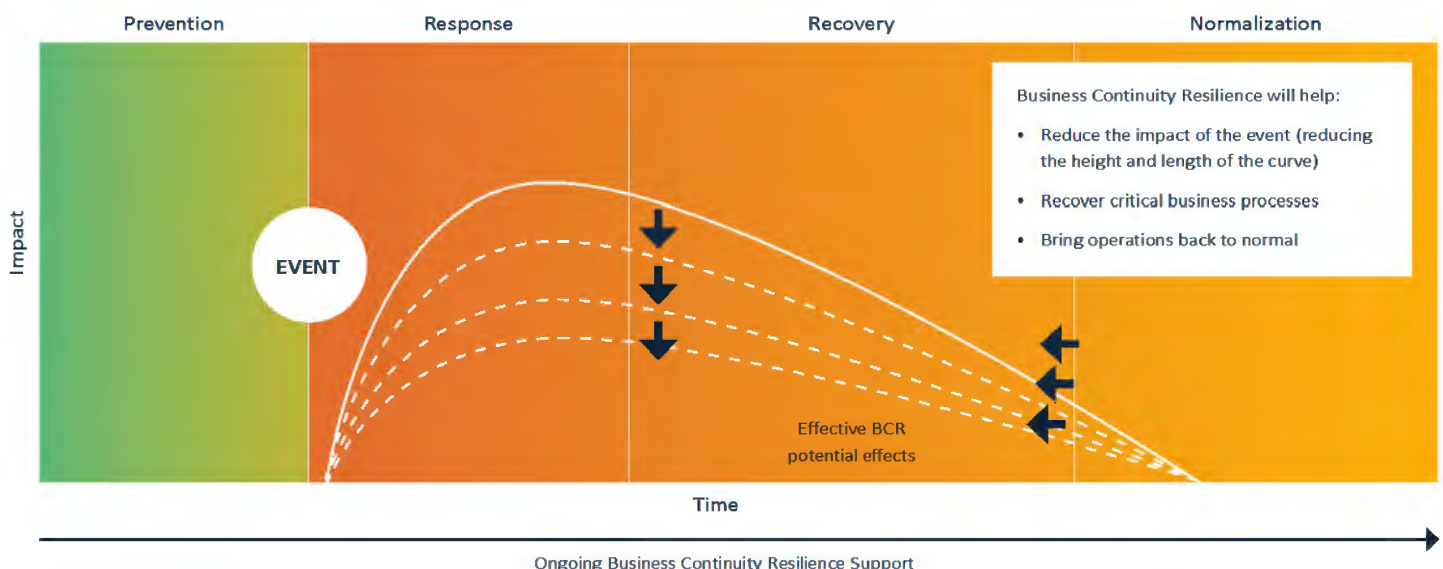 Prevention
Response
Recovery
Normalization
Business Continuity Resilience will help:
• Reduce the impact of the event (reducing
the height and length of the curve)
• Recover critical business processes
• Bring operations back to normal
Impact
EVENT
Effective BCR
potential effects
Time
Ongoing Business Continuity Resilience Support